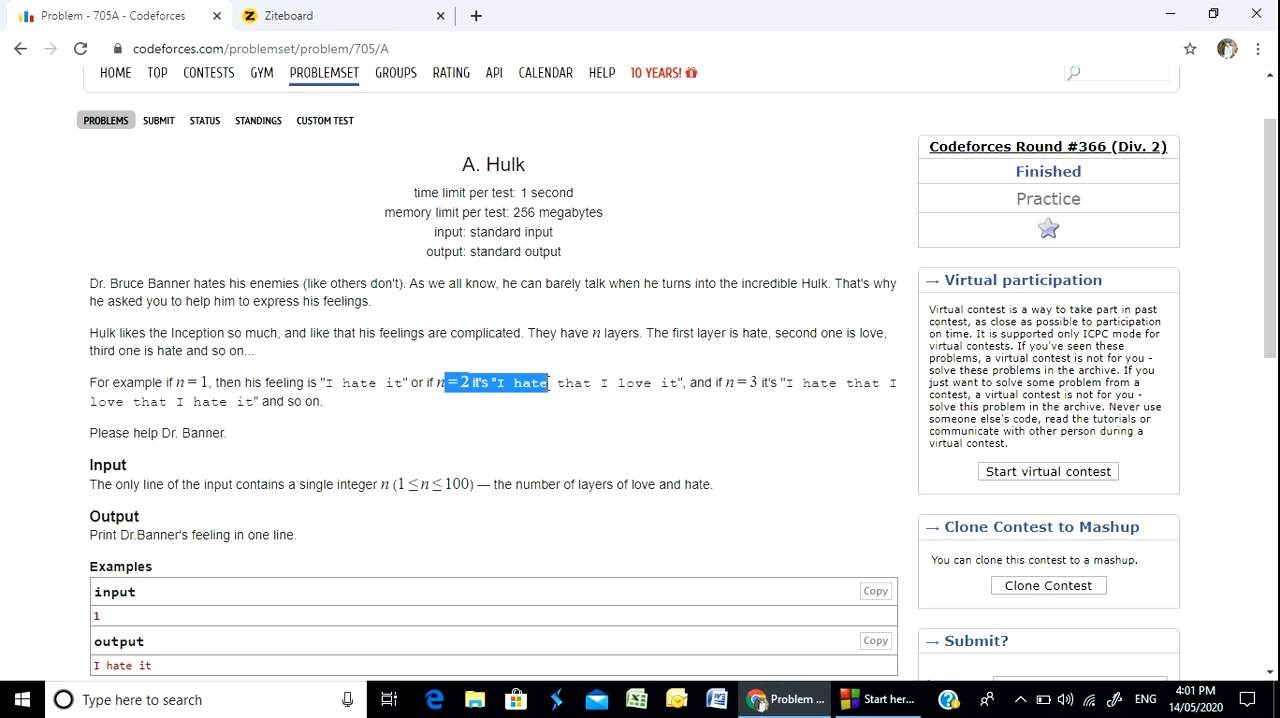 Problem - 705A - Codeforces
Ziteboard
codeforces.com/problemset/problem/705/A
HOME TOP CONTESTS GYM PROBLEMSET GROUPS RATING API CALENDAR HELP 10 YEARS!
PROBLEMS SUBMIT STATUS STANDINGS CUSTOM TEST
A. Hulk
time limit per test: 1 second
memory limit per test: 256 megabytes
input: standard input
output: standard output
Dr. Bruce Banner hates his enemies (like others don't). As we all know, he can barely talk when he turns into the incredible Hulk. That's why
he asked you to help him to express his feelings.
Hulk likes the Inception so much, and like that his feelings are complicated. They have n layers. The first layer is hate, second one is love,
third one is hate and so on...
For example if n = 1, then his feeling is "I hate it" or if n = 2 it's "I hate that I love it", and if n = 3 it's "I hate that I
love that I hate it" and so on.
Please help Dr. Banner.
Input
The only line of the input contains a single integer n (1 ≤ n ≤ 100) — the number of layers of love and hate.
Output
Print Dr.Banner's feeling in one line.
Examples
input
Copy
1
output
Copy
I hate it
Codeforces Round #366 (Div. 2)
Finished
Practice
→ Virtual participation
Virtual contest is a way to take part in past
contest, as close as possible to participation
on time. It is supported only ICPC mode for
virtual contests. If you've seen these
problems, a virtual contest is not for you -
solve these problems in the archive. If you
just want to solve some problem from a
contest, a virtual contest is not for you -
solve this problem in the archive. Never use
someone else's code, read the tutorials or
communicate with other person during a
virtual contest.
Start virtual contest
→ Clone Contest to Mashup
You can clone this contest to a mashup.
Clone Contest
→ Submit?
Type here to search
Problem ...
Start her...
ENG
4:01 PM
14/05/2020